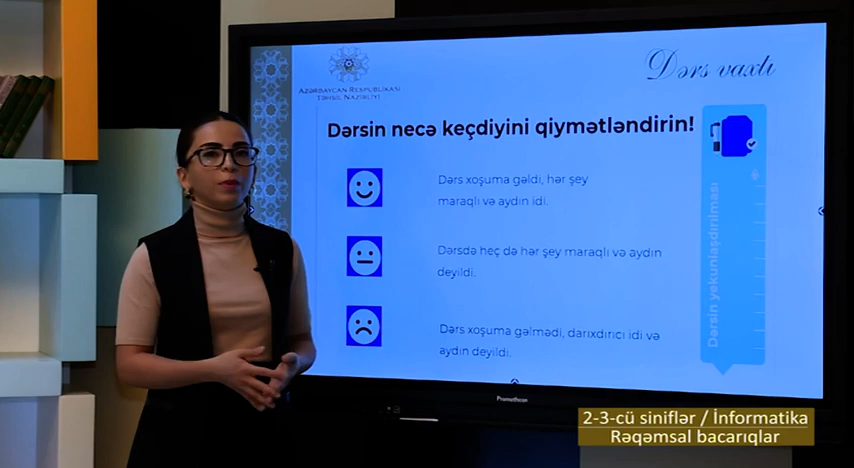 AZƏRBAYCAN RESPUBLİKASI
TƏHSİL NAZİRLİYİ
Dərs vaxtı
Dərsin necə keçdiyini qiymətləndirin!
Dərs xoşuma gəldi, hər şey
maraqlı və aydın idi.
Dərsdə heç də hər şey maraqlı və aydın
deyildi.
Dərs xoşuma gəlmədi, darıxdırıcı idi və
aydın deyildi.
Dərsin yekunlaşdırılması
Promethean
2-3-cü siniflər / İnformatika
Rəqəmsal bacarıqlar